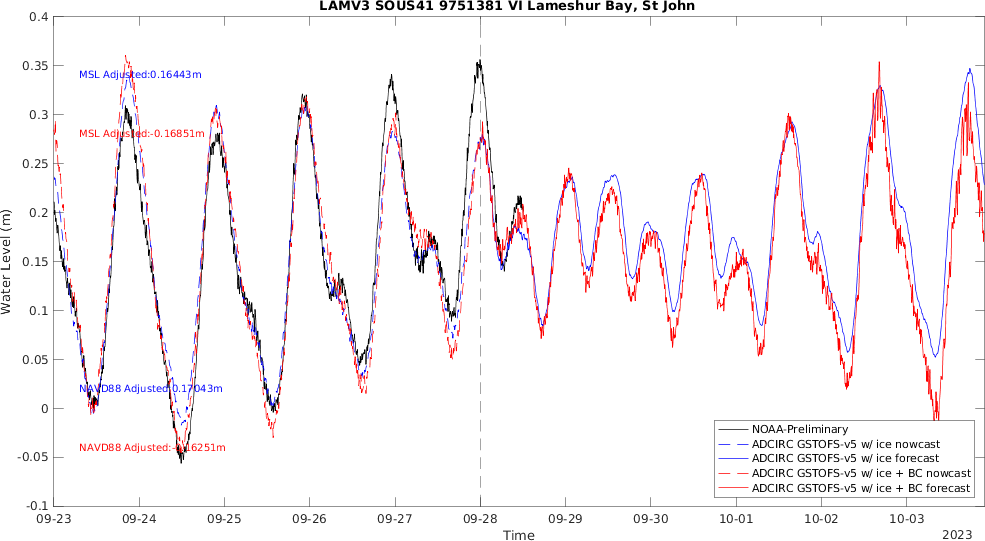 LAMV3 SOUS41 9751381 VI Lameshur Bay, St John
0.4
0.35
0.3
0.25
0.2
0.15
0.1
0.05
0
-0.05
-0.1
Water Level (m)
MSL Adjusted:0.16443m
MSL Adjusted:-0.16851m
NAVD88 Adjusted:0.17043m
NAVD88 Adjusted:-0.16251m
NOAA-Preliminary
ADCIRC GSTOFS-v5 w/ ice nowcast
ADCIRC GSTOFS-v5 w/ ice forecast
ADCIRC GSTOFS-v5 w/ ice + BC nowcast
ADCIRC GSTOFS-v5 w/ ice + BC forecast
09-23 09-24 09-25 09-26 09-27 09-28 09-29 09-30 10-01 10-02 10-03
Time
2023